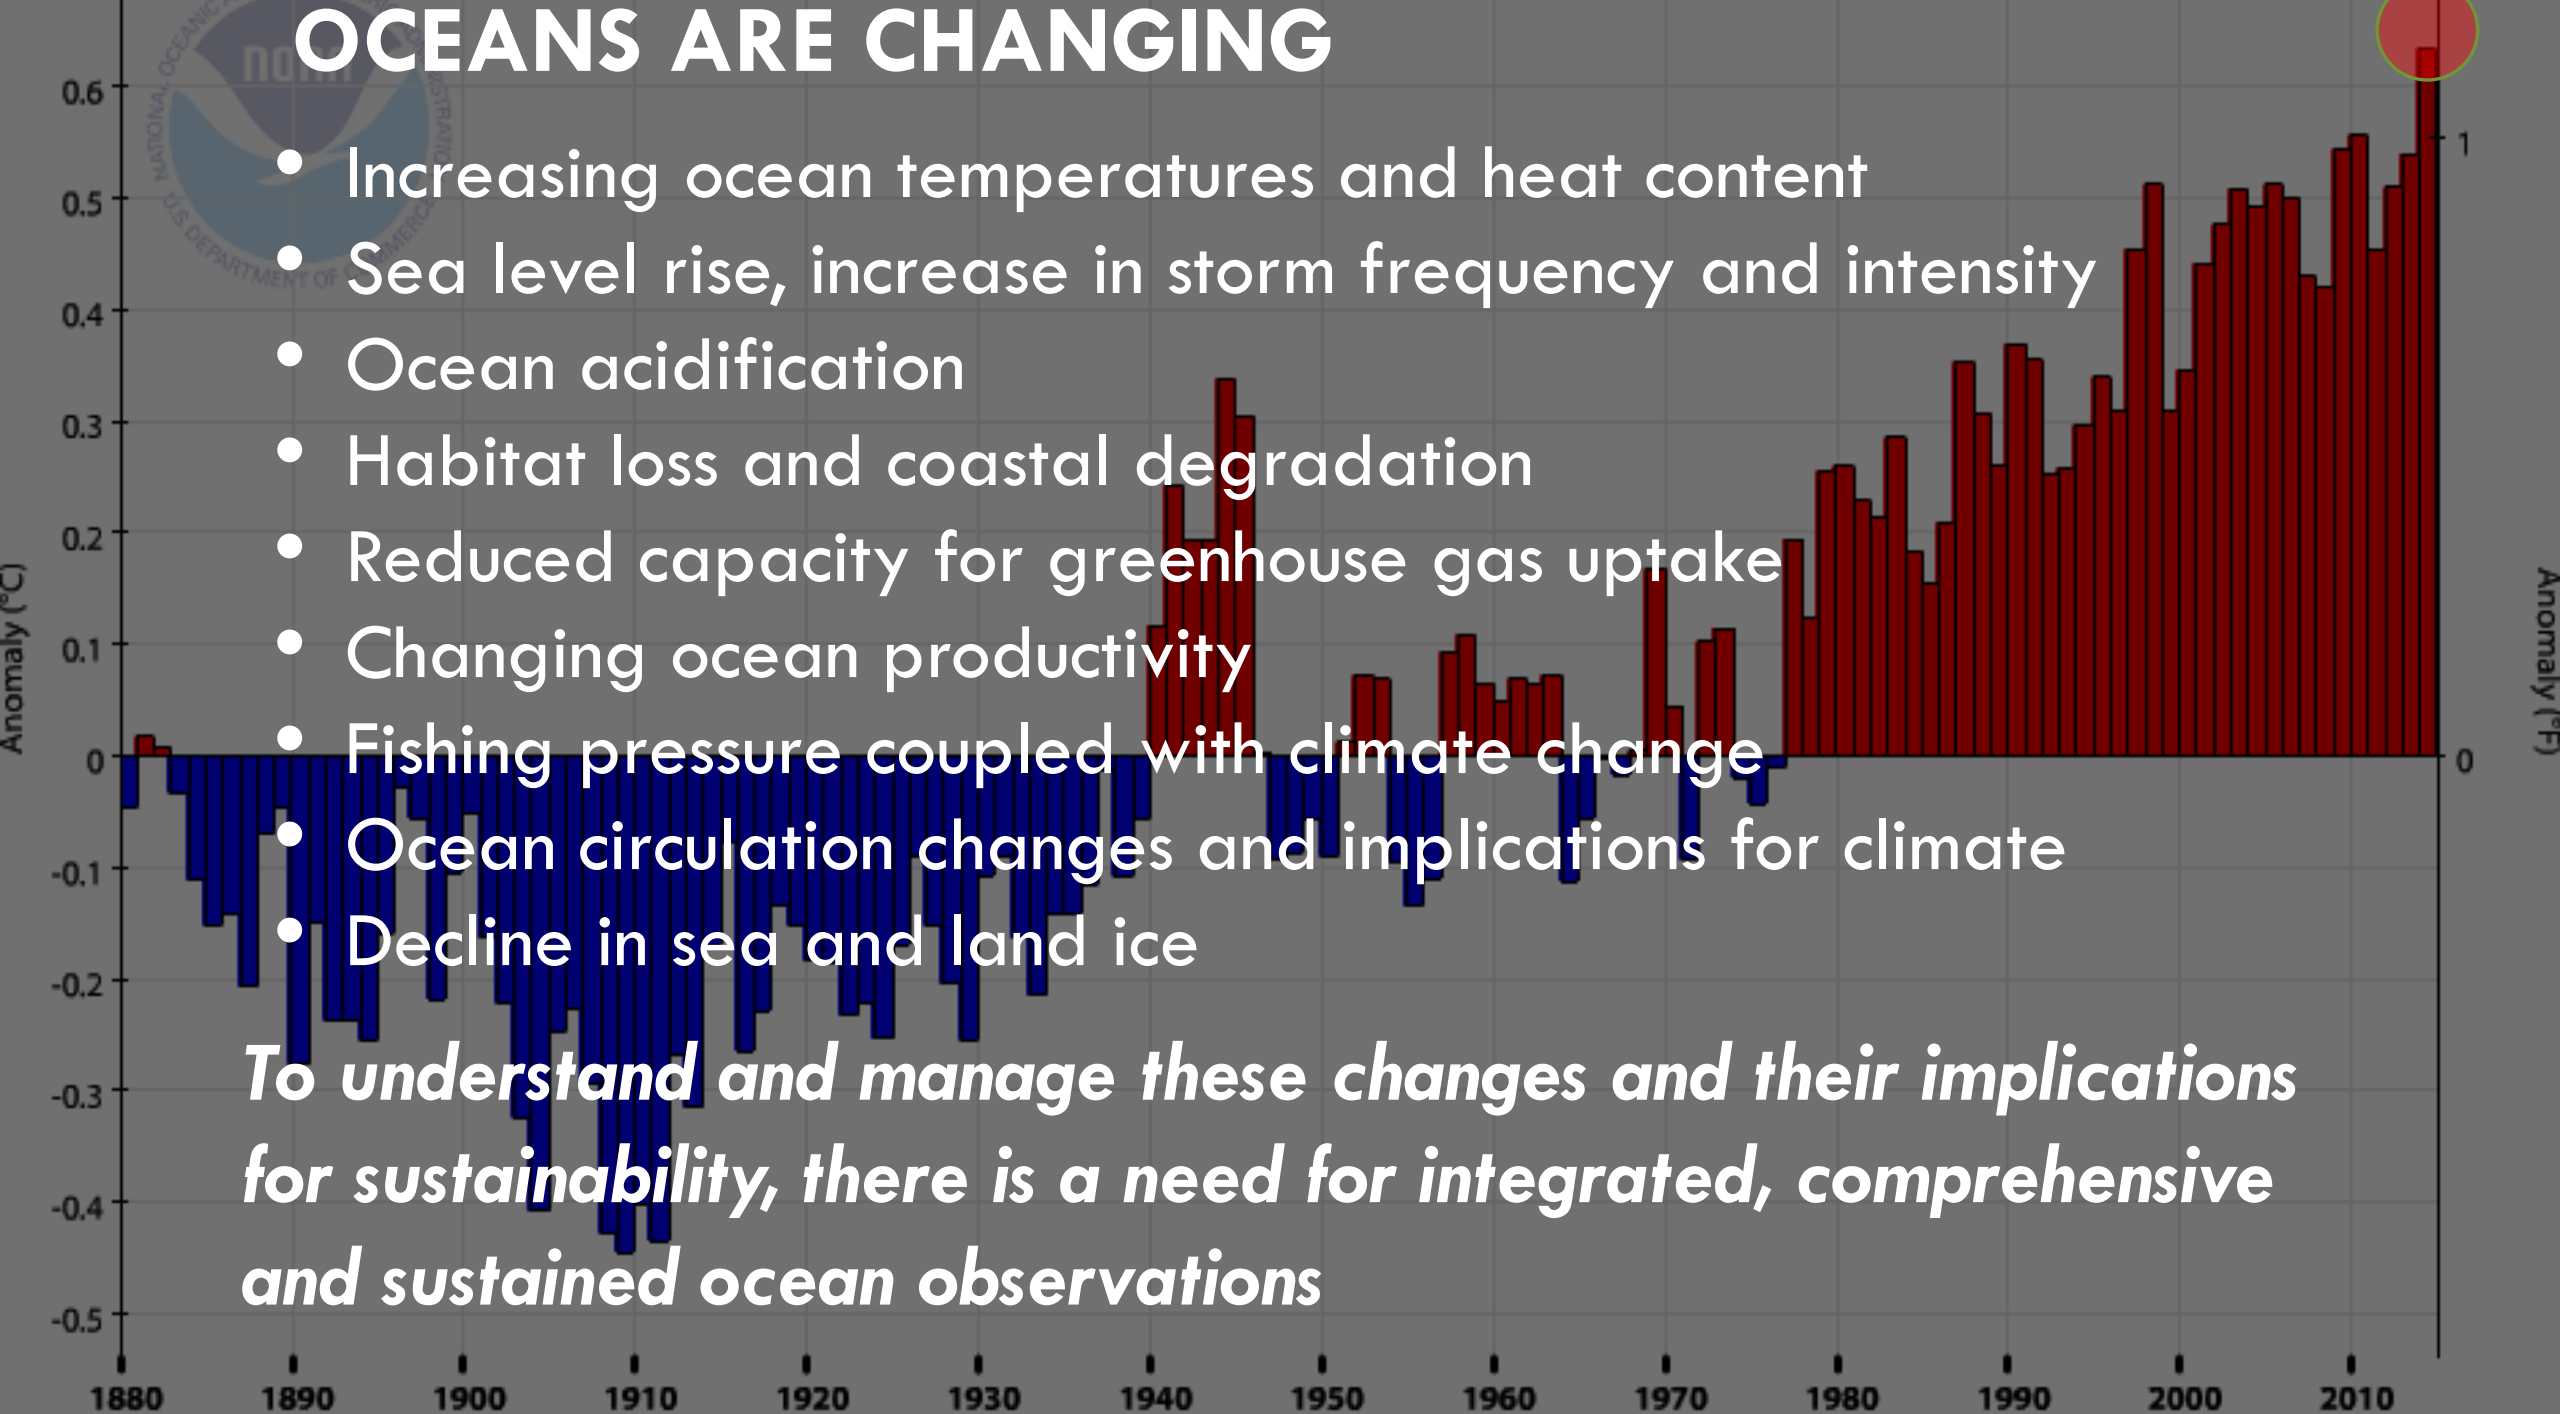 OCEANS ARE CHANGING
noaa
NATIONAL OCEANIC
U.S. DEPARTMENT OF COMMERCE
• Increasing ocean temperatures and heat content
• Sea level rise, increase in storm frequency and intensity
• Ocean acidification
• Habitat loss and coastal degradation
• Reduced capacity for greenhouse gas uptake
• Changing ocean productivity
• Fishing pressure coupled with climate change
• Ocean circulation changes and implications for climate
• Decline in sea and land ice
To understand and manage these changes and their implications
for sustainability, there is a need for integrated, comprehensive
and sustained ocean observations
Anomaly (°C)
0.6
0.5
0.4
0.3
0.2
0.1
0
-0.1
-0.2
-0.3
-0.4
-0.5
1
0
Anomaly (°F)
1880 1890 1900 1910 1920 1930 1940 1950 1960 1970 1980 1990 2000 2010